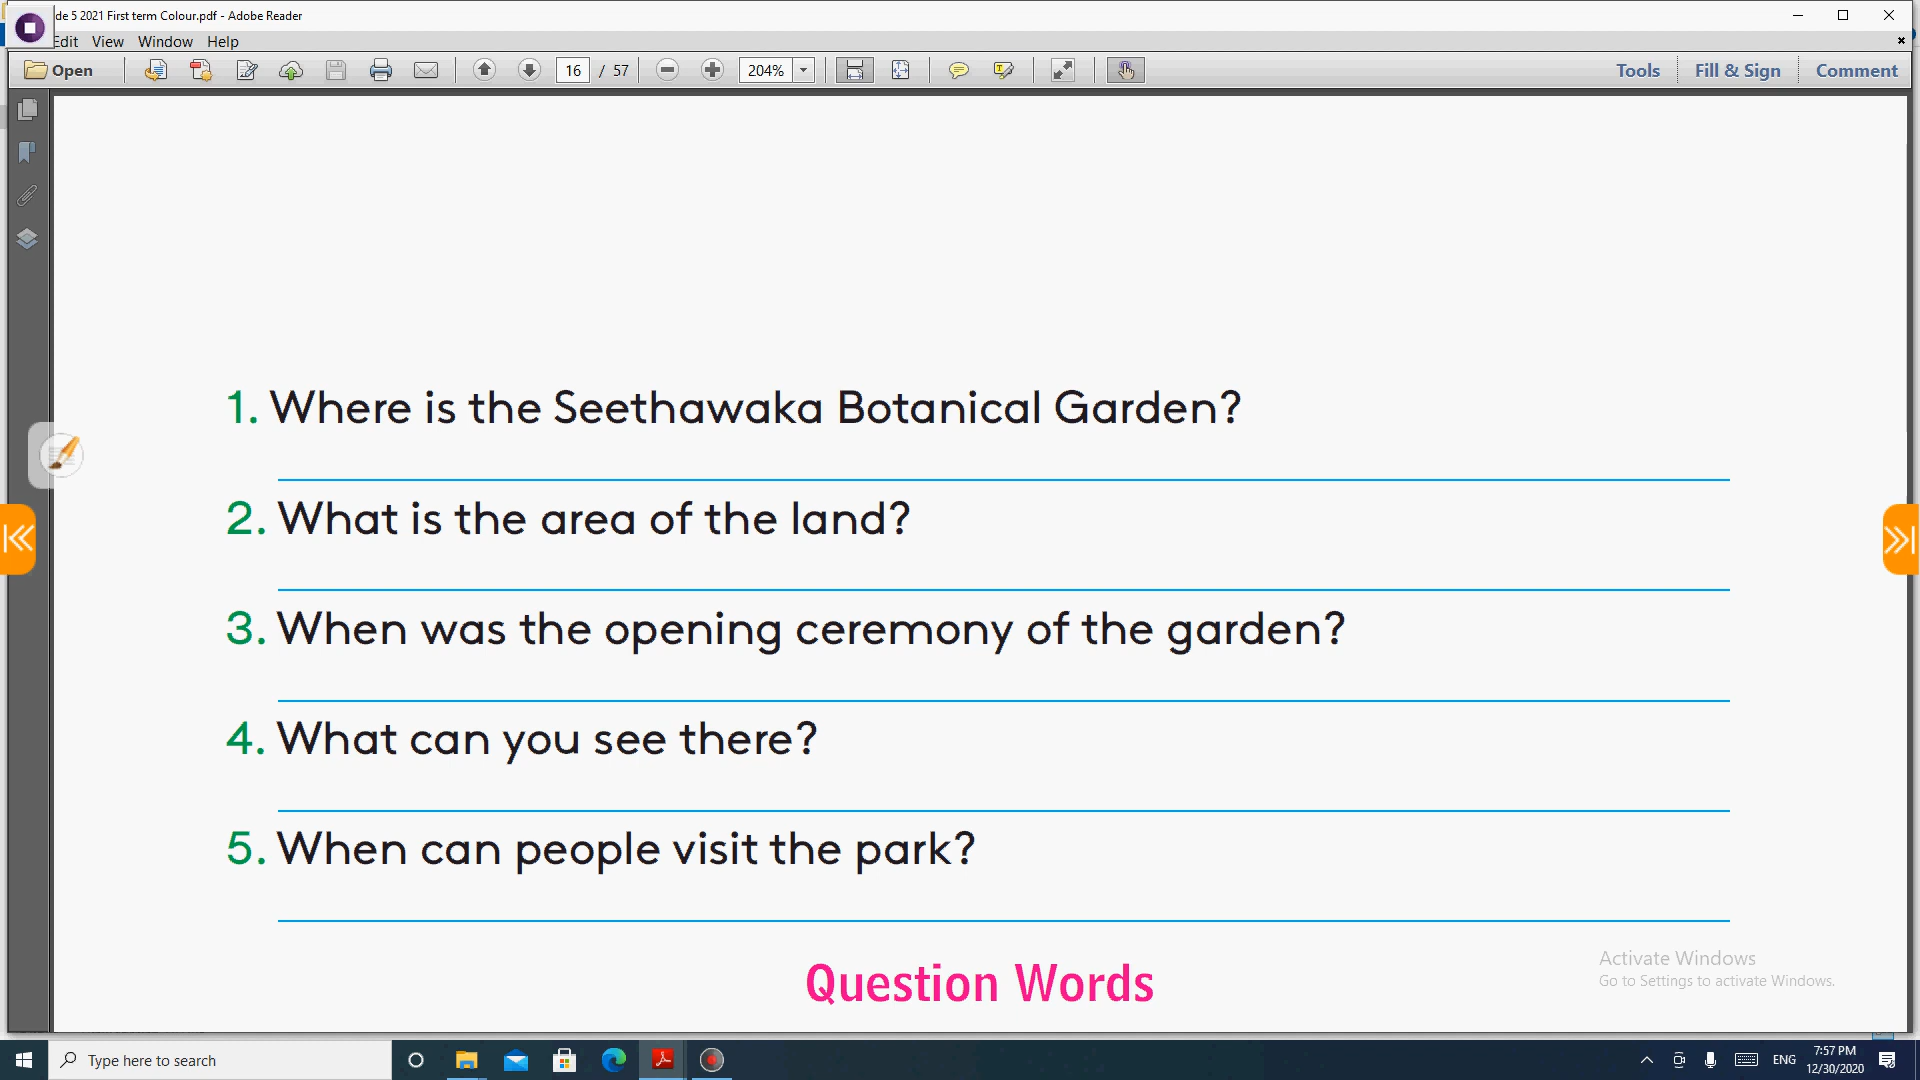 de 5 2021 First term Colour.pdf - Adobe Reader
Edit View Window Help
Open 16 / 57 204% Tools Fill & Sign Comment
1. Where is the Seethawaka Botanical Garden?
2. What is the area of the land?
3. When was the opening ceremony of the garden?
4. What can you see there?
5. When can people visit the park?
Question Words
Activate Windows
Go to Settings to activate Windows.
Type here to search
ENG
7:57 PM
12/30/2020